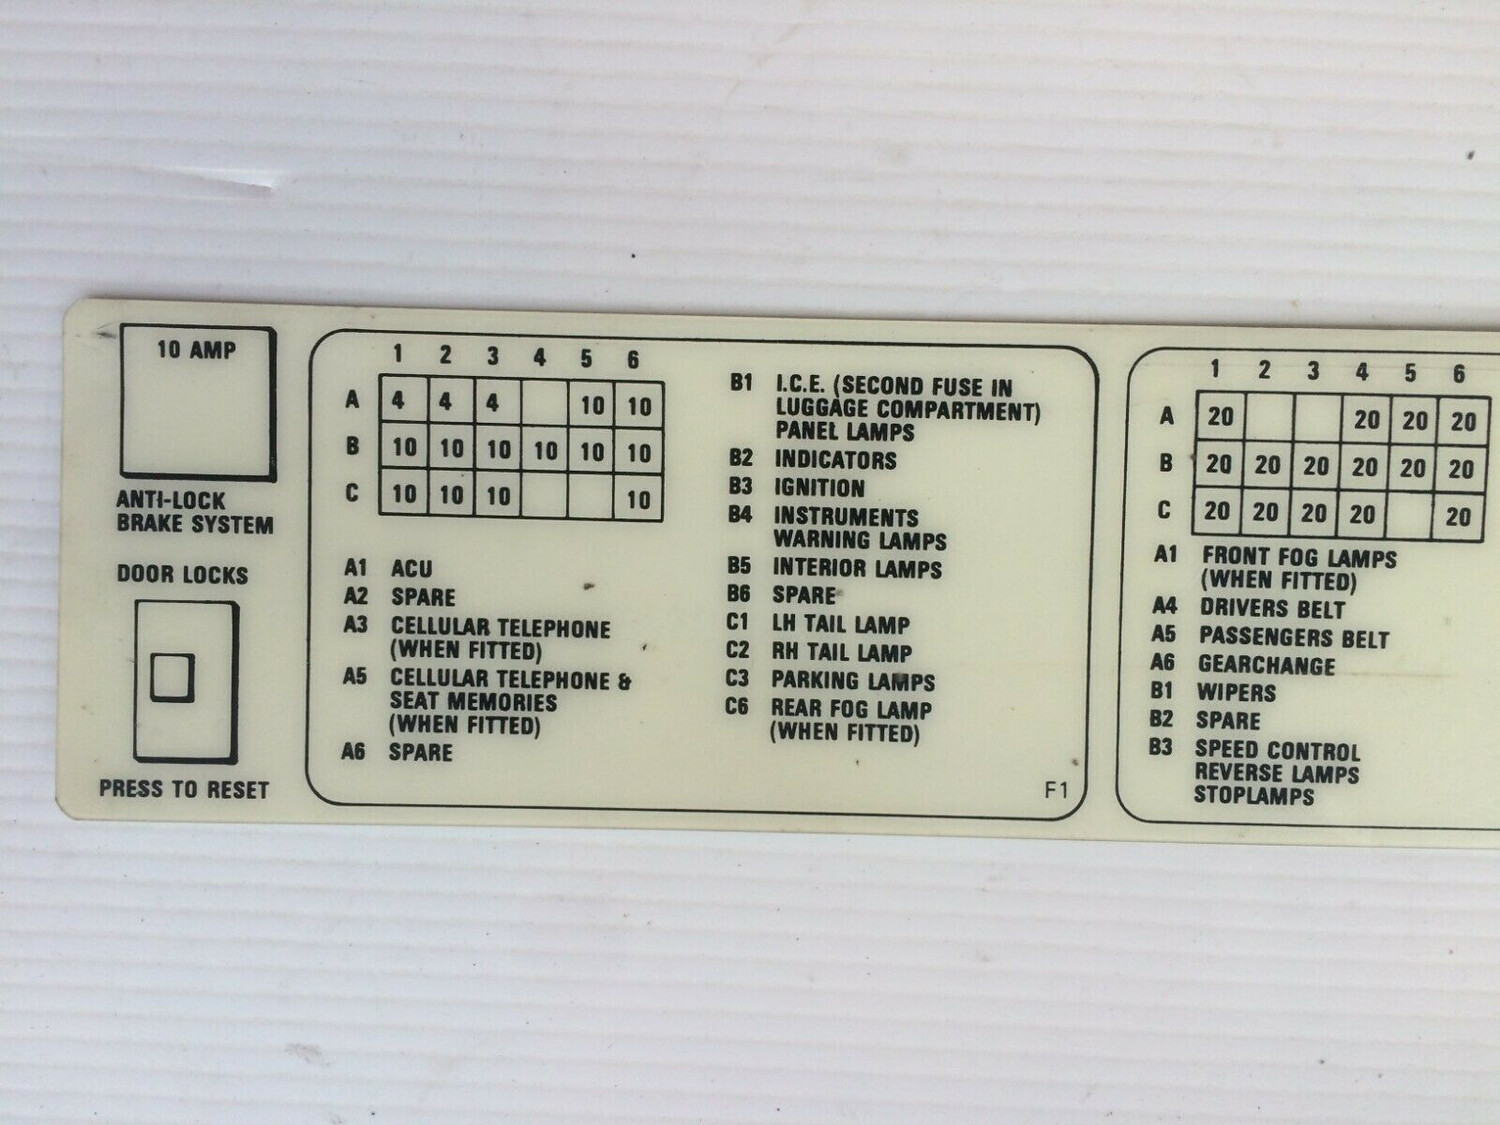 10 AMP
ANTI-LOCK
BRAKE SYSTEM
DOOR LOCKS
PRESS TO RESET
1 2 3 4 5 6
A 4 4 4 10 10
B 10 10 10 10 10 10
C 10 10 10 10
A1 ACU
A2 SPARE
A3 CELLULAR TELEPHONE
(WHEN FITTED)
A5 CELLULAR TELEPHONE &
SEAT MEMORIES
(WHEN FITTED)
A6 SPARE
B1 I.C.E. (SECOND FUSE IN
LUGGAGE COMPARTMENT)
PANEL LAMPS
B2 INDICATORS
B3 IGNITION
B4 INSTRUMENTS
WARNING LAMPS
B5 INTERIOR LAMPS
B6 SPARE
C1 LH TAIL LAMP
C2 RH TAIL LAMP
C3 PARKING LAMPS
C6 REAR FOG LAMP
(WHEN FITTED)
F1
1 2 3 4 5 6
A 20 20 20 20
B 20 20 20 20 20 20
C 20 20 20 20 20
A1 FRONT FOG LAMPS
(WHEN FITTED)
A4 DRIVERS BELT
A5 PASSENGERS BELT
A6 GEARCHANGE
B1 WIPERS
B2 SPARE
B3 SPEED CONTROL
REVERSE LAMPS
STOPLAMPS